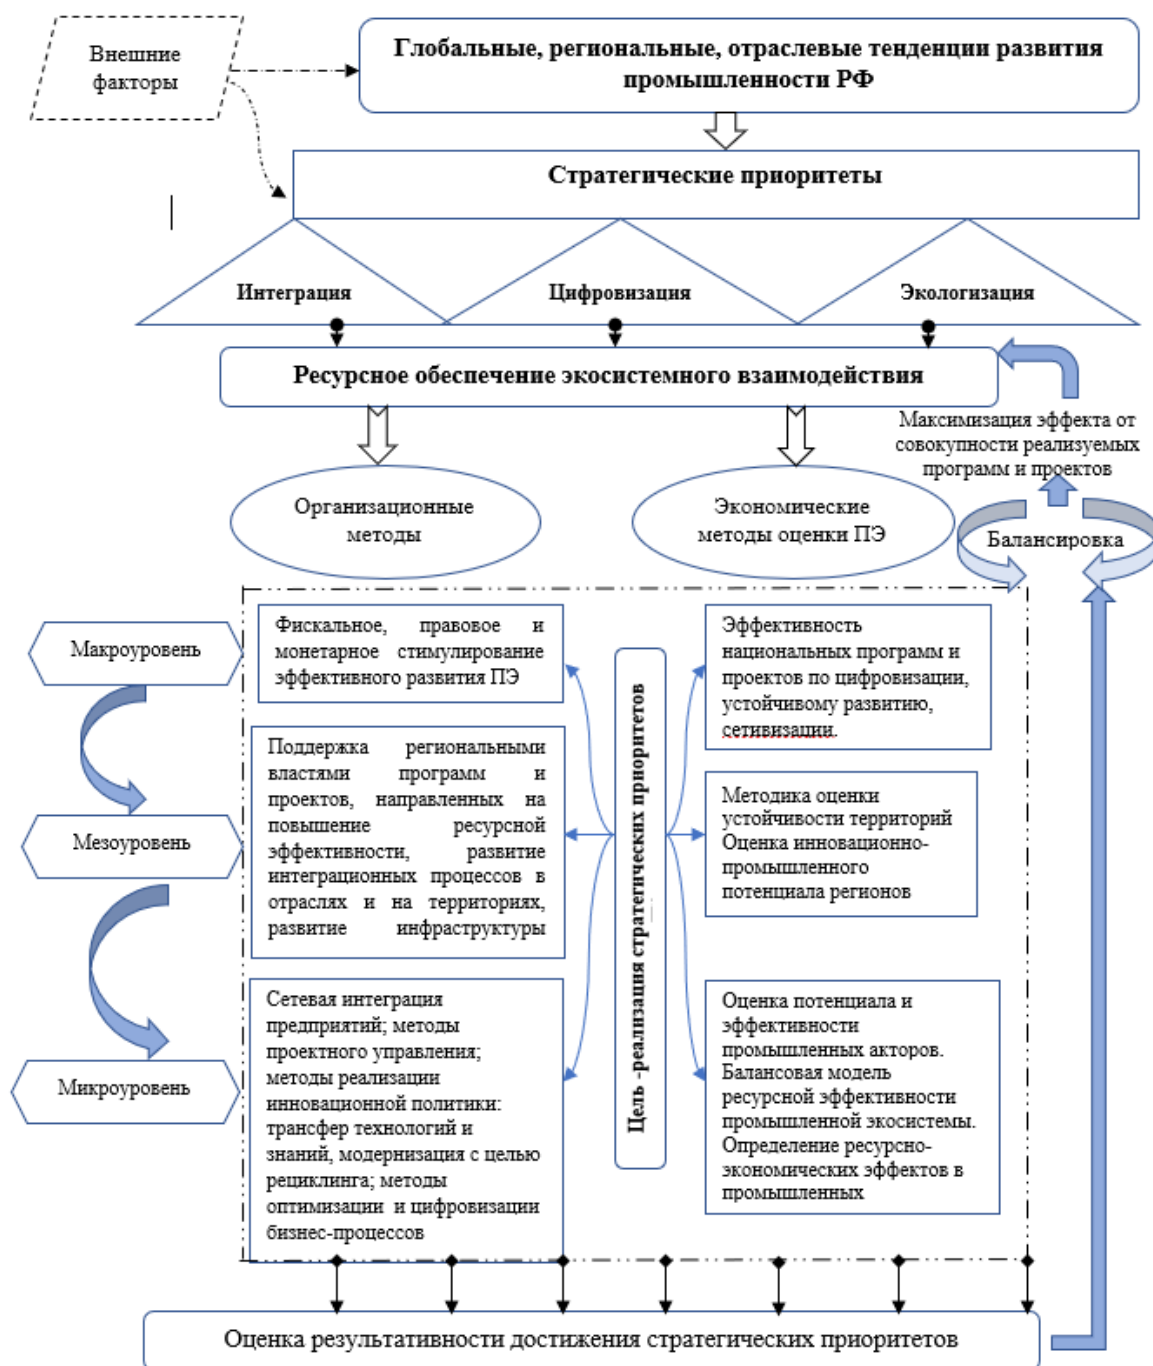 Внешние
факторы
Глобальные, региональные, отраслевые тенденции развития
промышленности РФ
Стратегические приоритеты
Интеграция
Цифровизация
Экологизация
Ресурсное обеспечение экосистемного взаимодействия
Максимизация эффекта от
совокупности реализуемых
программ и проектов
Организационные
методы
Экономические
методы оценки ПЭ
Балансировка
Макроуровень
Фискальное, правовое и
монетарное стимулирование
эффективного развития ПЭ
Эффективность
национальных программ и
проектов по цифровизации,
устойчивому развитию,
сетивизации.
Мезоуровень
Поддержка региональными
властями программ и
проектов, направленных на
повышение ресурсной
эффективности, развитие
интеграционных процессов в
отраслях и на территориях,
развитие инфраструктуры
Цель -реализация стратегических приоритетов
Методика оценки
устойчивости территорий
Оценка инновационно-
промышленного
потенциала регионов
Микроуровень
Сетевая интеграция
предприятий; методы
проектного управления;
методы реализации
инновационной политики:
трансфер технологий и
знаний, модернизация с целью
рециклинга; методы
оптимизации и цифровизации
бизнес-процессов
Оценка потенциала и
эффективности
промышленных акторов.
Балансовая модель
ресурсной эффективности
промышленной экосистемы.
Определение ресурсно-
экономических эффектов в
промышленных
Оценка результативности достижения стратегических приоритетов